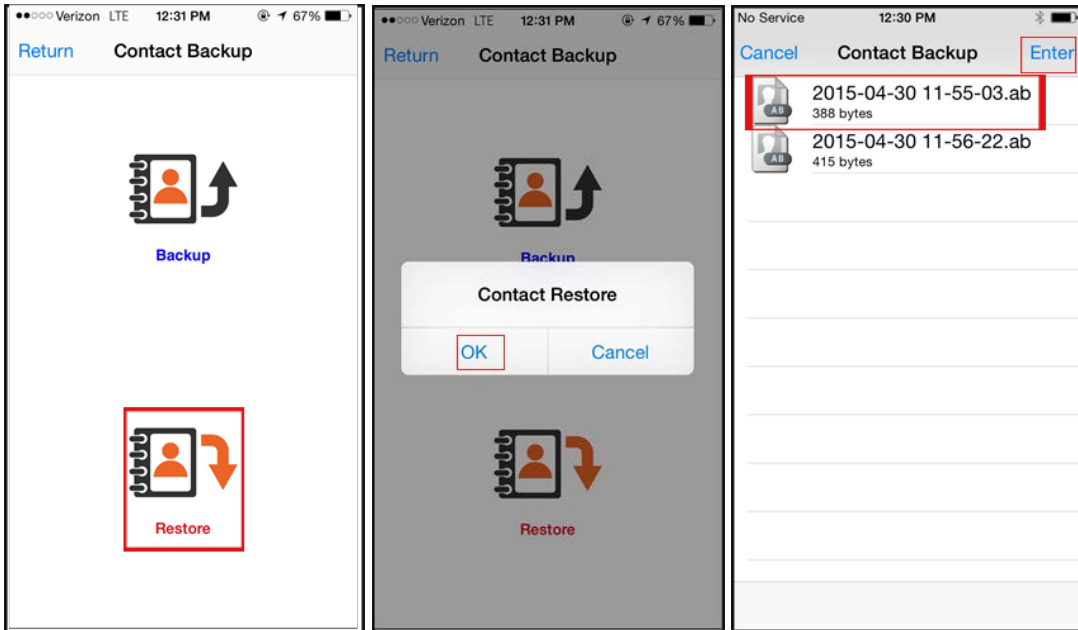 Verizon LTE 12:31 PM 67%
Return Contact Backup
Backup
Restore
Verizon LTE 12:31 PM 67%
Return Contact Backup
Backup
Contact Restore
OK Cancel
Restore
No Service 12:30 PM
Cancel Contact Backup Enter
AB 2015-04-30 11-55-03.ab
388 bytes
AB 2015-04-30 11-56-22.ab
415 bytes